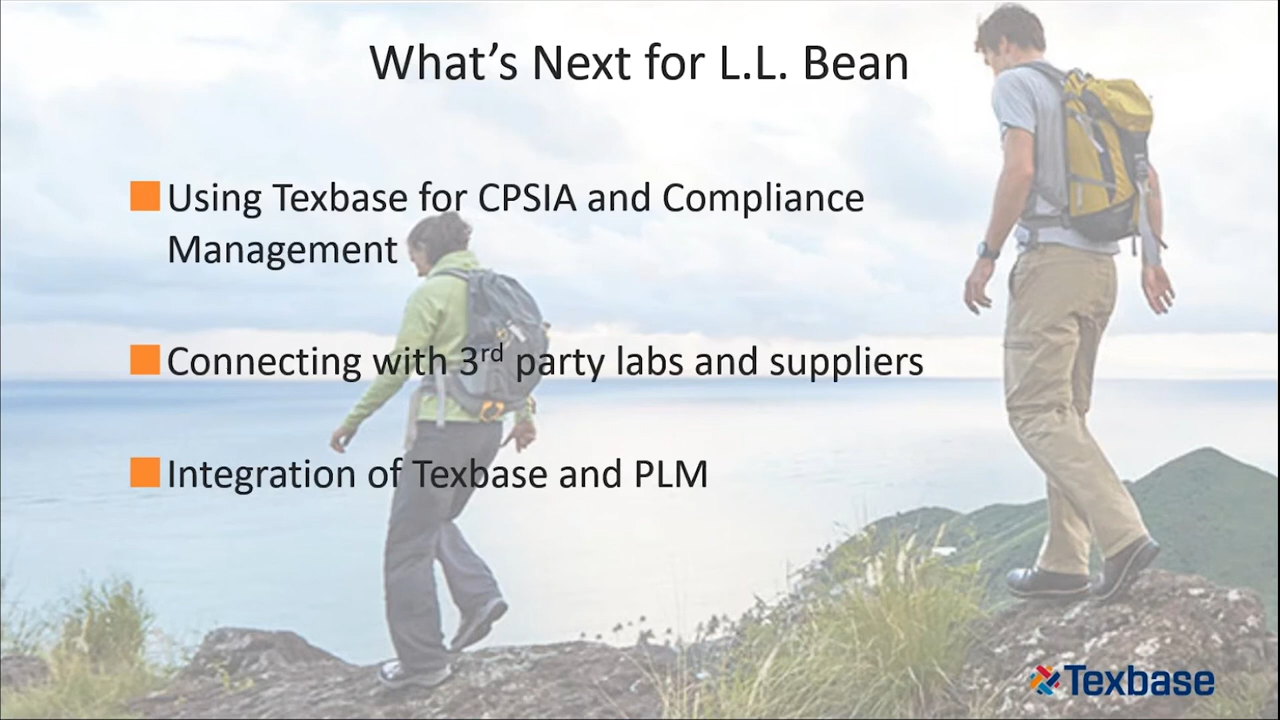 What’s Next for L.L. Bean
Using Texbase for CPSIA and Compliance
Management
Connecting with 3rd party labs and suppliers
Integration of Texbase and PLM
Texbase